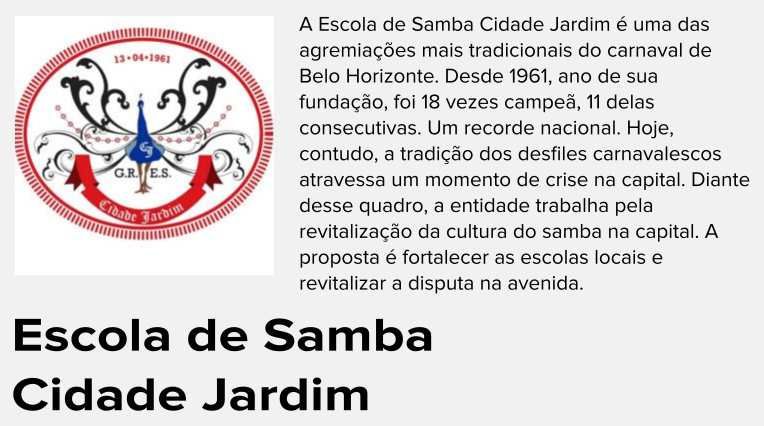 13•04•1961
CJ
G.R.E.S.
Cidade Jardim
A Escola de Samba Cidade Jardim é uma das
agremiações mais tradicionais do carnaval de
Belo Horizonte. Desde 1961, ano de sua
fundação, foi 18 vezes campeã, 11 delas
consecutivas. Um recorde nacional. Hoje,
contudo, a tradição dos desfiles carnavalescos
atravessa um momento de crise na capital. Diante
desse quadro, a entidade trabalha pela
revitalização da cultura do samba na capital. A
proposta é fortalecer as escolas locais e
revitalizar a disputa na avenida.
Escola de Samba
Cidade Jardim